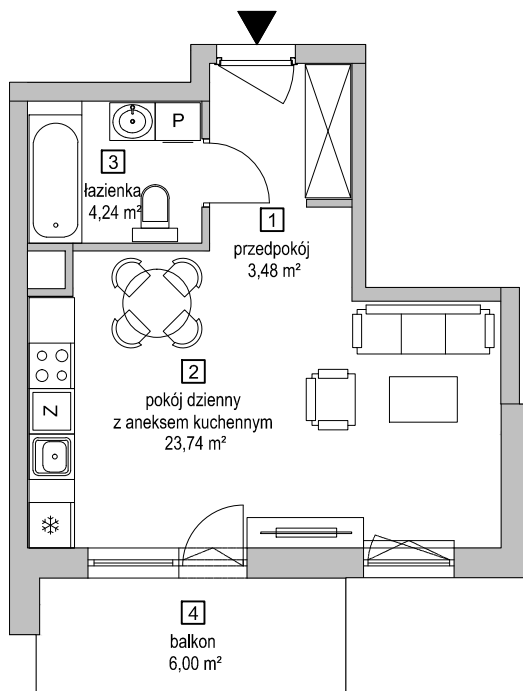 P
3
łazienka
4,24 m²
1
przedpokój
3,48 m²
2
pokój dzienny
z aneksem kuchennym
23,74 m²
Z
4
balkon
6,00 m²